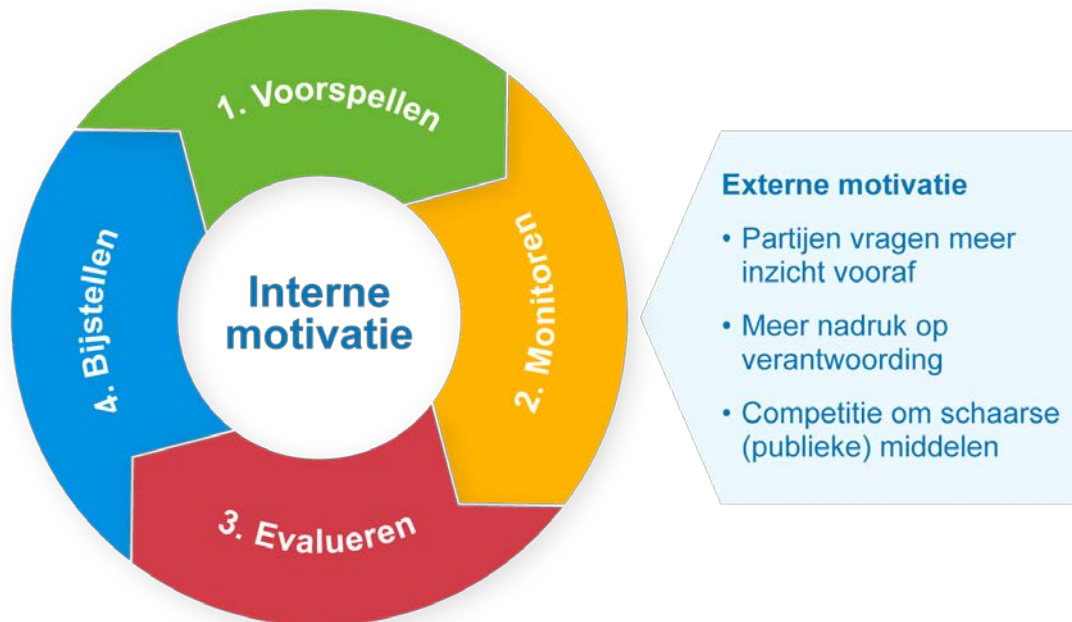 1. Voorspellen
2. Monitoren
3. Evalueren
4. Bijstellen
Interne
motivatie
Externe motivatie
• Partijen vragen meer
inzicht vooraf
• Meer nadruk op
verantwoording
• Competitie om schaarse
(publieke) middelen